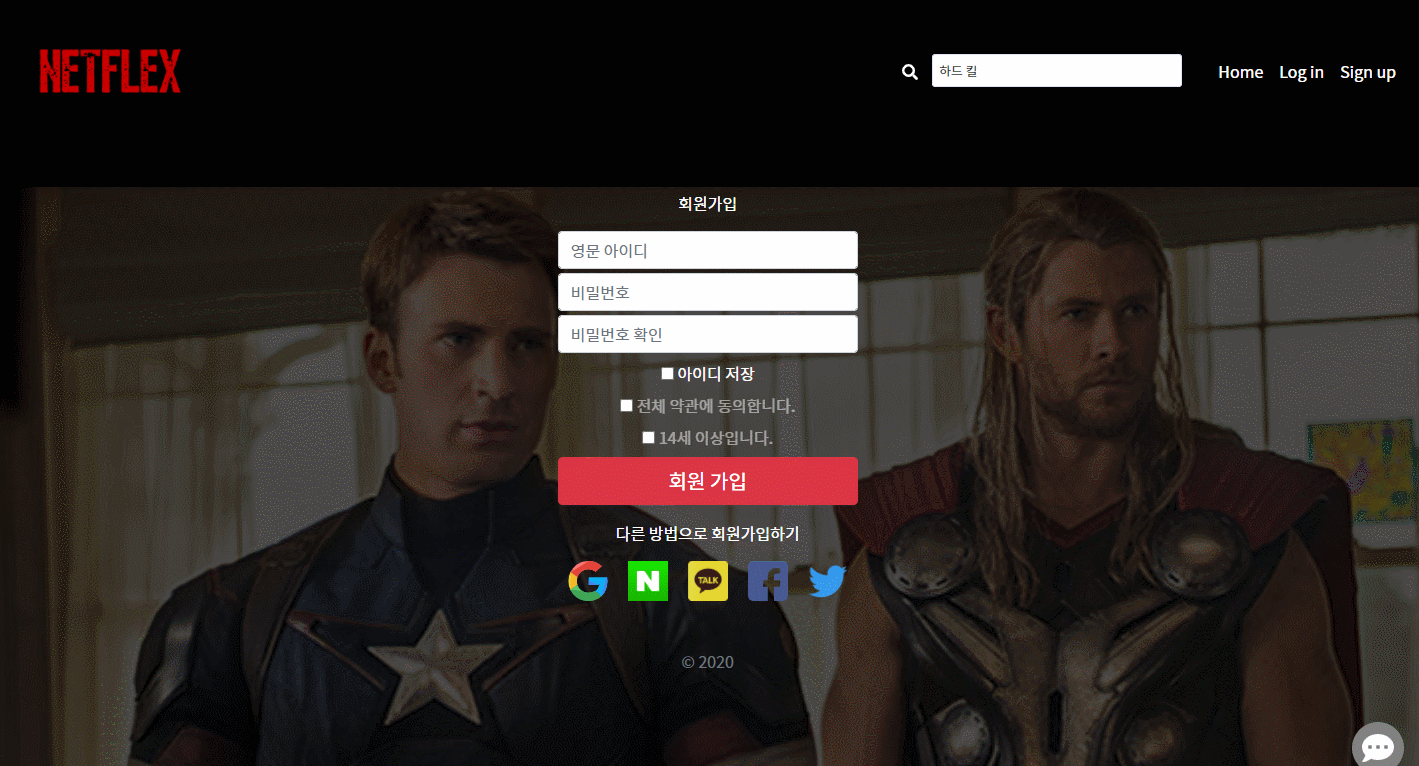 NETFLEX
하드 킬
Home Log in Sign up
회원가입
영문 아이디
비밀번호
비밀번호 확인
아이디 저장
전체 약관에 동의합니다.
14세 이상입니다.
회원 가입
다른 방법으로 회원가입하기
N TALK
© 2020